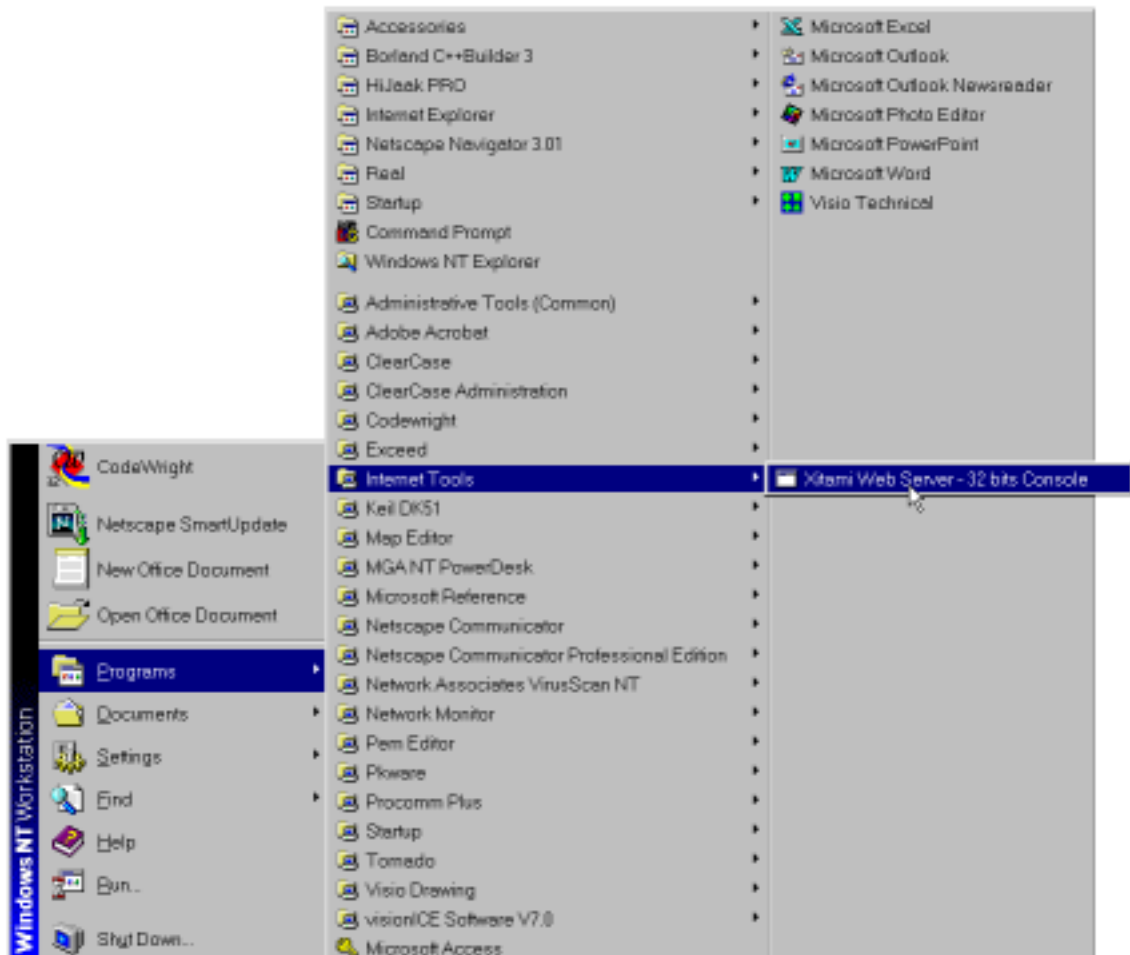 Accessories
Borland C++Builder 3
HiJaak PRO
Internet Explorer
Netscape Navigator 3.01
Real
Startup
Command Prompt
Windows NT Explorer
Administrative Tools (Common)
Adobe Acrobat
ClearCase
ClearCase Administration
Codewright
Exceed
Internet Tools
Keil DK51
Map Editor
MGA NT PowerDesk
Microsoft Reference
Netscape Communicator
Netscape Communicator Professional Edition
Network Associates VirusScan NT
Network Monitor
Pem Editor
Pkware
Procomm Plus
Startup
Tornado
Visio Drawing
visionICE Software V7.0
Microsoft Access
Microsoft Excel
Microsoft Outlook
Microsoft Outlook Newsreader
Microsoft Photo Editor
Microsoft PowerPoint
Microsoft Word
Visio Technical
Xitami Web Server - 32 bits Console
CodeWright
Netscape SmartUpdate
New Office Document
Open Office Document
Programs
Documents
Settings
Find
Help
Run...
Shut Down...
Windows NT Workstation